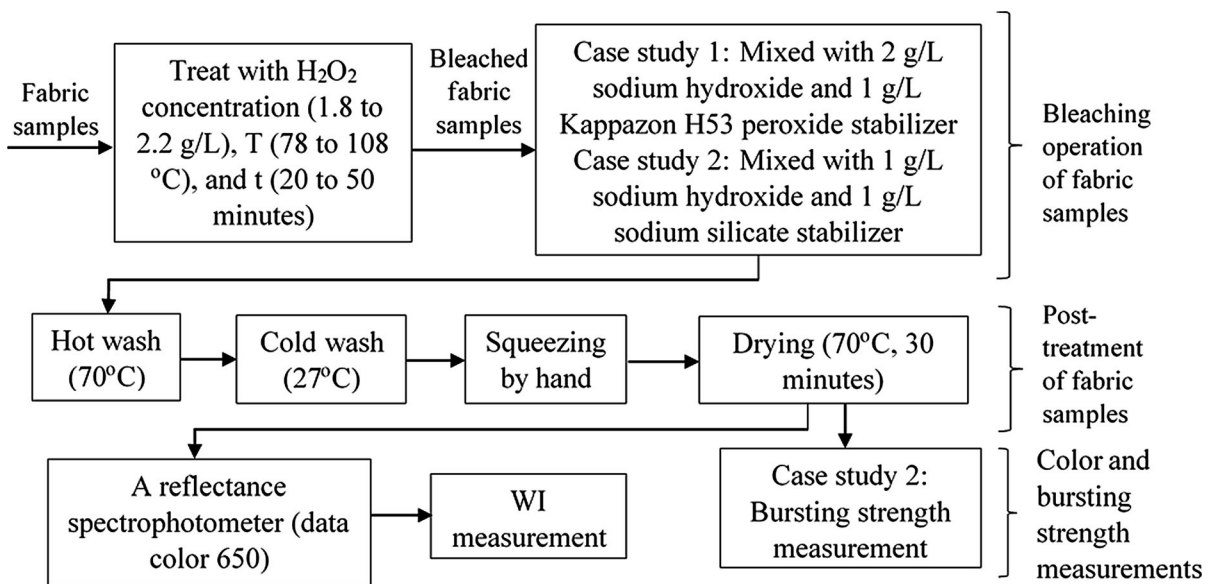 Fabric
samples
Treat with H₂O₂
concentration (1.8 to
2.2 g/L), T (78 to 108
ºC), and t (20 to 50
minutes)
Bleached
fabric
samples
Case study 1: Mixed with 2 g/L
sodium hydroxide and 1 g/L
Kappazon H53 peroxide stabilizer
Case study 2: Mixed with 1 g/L
sodium hydroxide and 1 g/L
sodium silicate stabilizer
Bleaching
operation
of fabric
samples
Hot wash
(70ºC)
Cold wash
(27ºC)
Squeezing
by hand
Drying (70ºC, 30
minutes)
Post-
treatment
of fabric
samples
A reflectance
spectrophotometer (data
color 650)
WI
measurement
Case study 2:
Bursting strength
measurement
Color and
bursting
strength
measurements